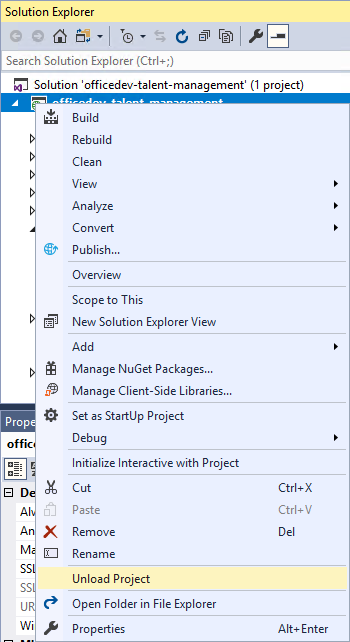 Solution Explorer
Search Solution Explorer (Ctrl+;)
Solution 'officedev-talent-management' (1 project)
officedev-talent-management
Build
Rebuild
Clean
View
Analyze
Convert
Publish...
Overview
Scope to This
New Solution Explorer View
Add
Manage NuGet Packages...
Manage Client-Side Libraries...
Set as StartUp Project
Debug
Initialize Interactive with Project
Cut Ctrl+X
Paste Ctrl+V
Remove Del
Rename
Unload Project
Open Folder in File Explorer
Properties Alt+Enter
Prope
office
De
Alw
An
Ma
SSL
SSL
UR
Wi